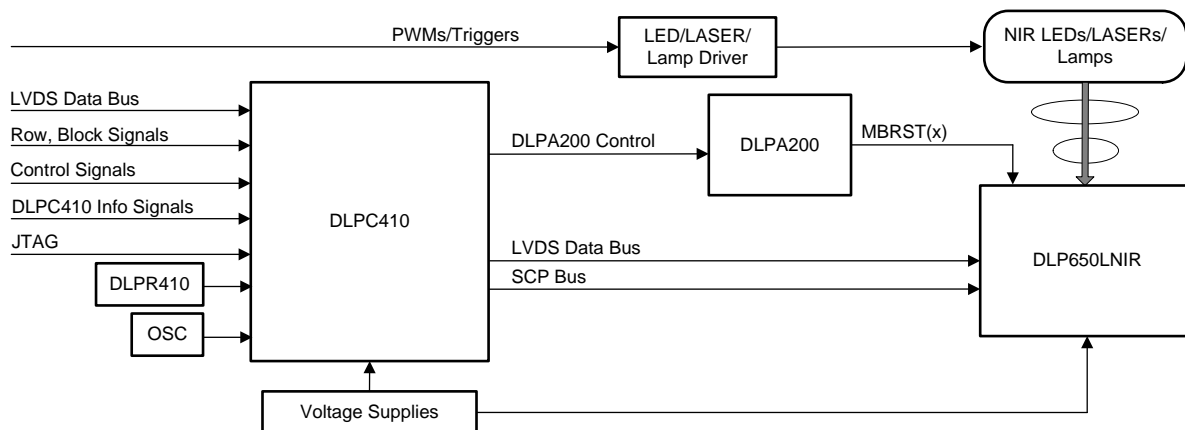 PWMs/Triggers
LED/LASER/
Lamp Driver
NIR LEDs/LASERs/
Lamps
LVDS Data Bus
Row, Block Signals
Control Signals
DLPC410 Info Signals
JTAG
DLPR410
OSC
DLPC410
DLPA200 Control
DLPA200
MBRST(x)
LVDS Data Bus
SCP Bus
DLP650LNIR
Voltage Supplies